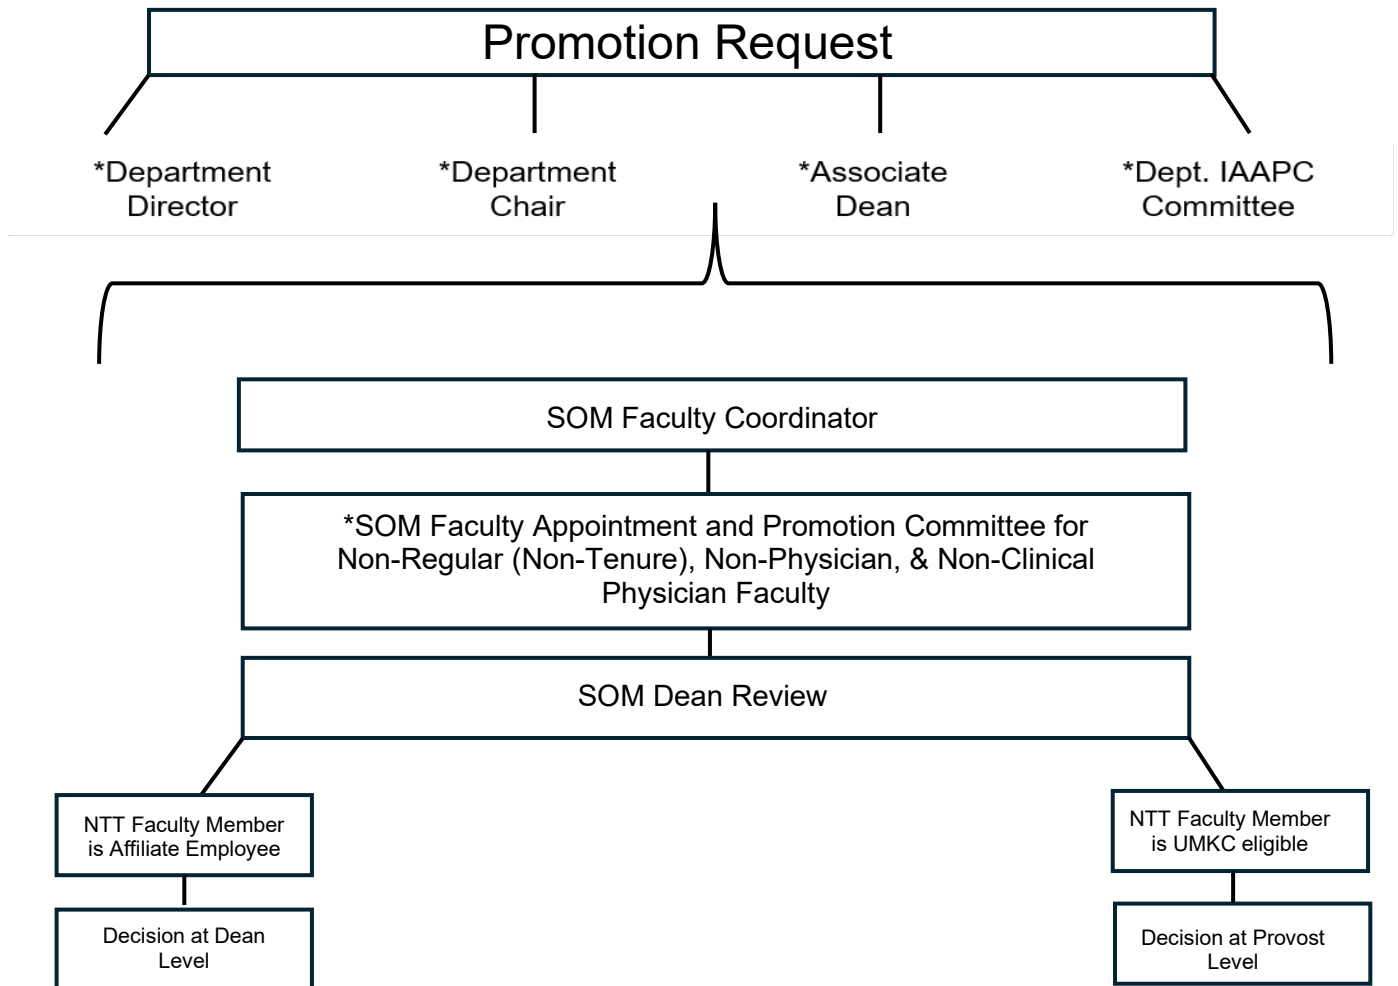 Promotion Request
*Department
Director
*Department
Chair
*Associate
Dean
*Dept. IAAPC
Committee
SOM Faculty Coordinator
*SOM Faculty Appointment and Promotion Committee for
Non-Regular (Non-Tenure), Non-Physician, & Non-Clinical
Physician Faculty
SOM Dean Review
NTT Faculty Member
is Affiliate Employee
NTT Faculty Member
is UMKC eligible
Decision at Dean
Level
Decision at Provost
Level